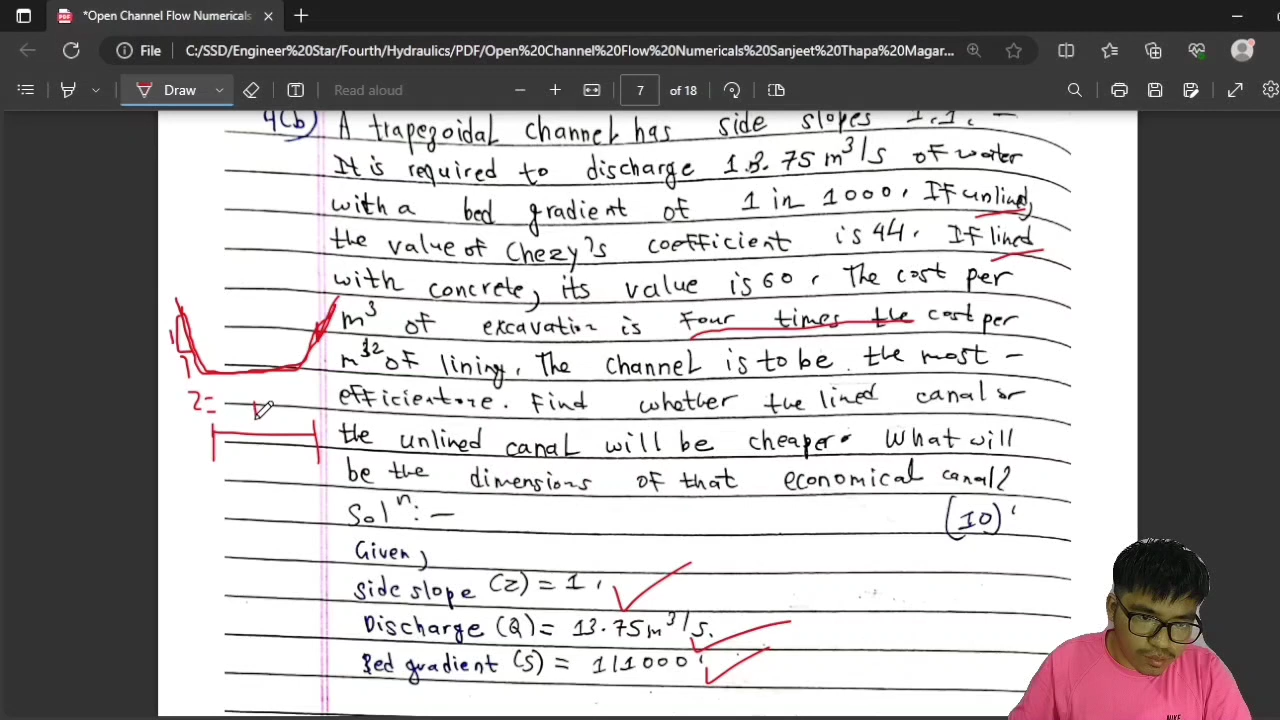 *Open Channel Flow Numericals
File C:/SSD/Engineer%20Star/Fourth/Hydraulics/PDF/Open%20Channel%20Flow%20Numericals%20Sanjeet%20Thapa%20Magar...
Draw Read aloud 7 of 18
4(b) A trapezoidal channel has side slopes 1:1. -
It is required to discharge 13.75 m³/s of water
with a bed gradient of 1 in 1000. If unlined,
the value of Chezy's coefficient is 44. If lined
with concrete, its value is 60. The cost per
m³ of excavation is Four times the cost per
m² of lining. The channel is to be the most -
efficient one. Find whether the lined canal or
the unlined canal will be cheaper. What will
be the dimensions of that economical canal?
(10)
Solⁿ: -
Given,
Side slope (z) = 1.
Discharge (Q) = 13.75 m³/s.
Bed gradient (S) = 1/1000.
1
2=
NIKE